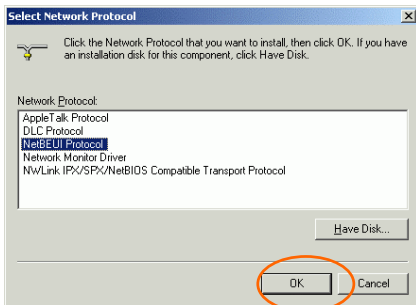 Select Network Protocol
Click the Network Protocol that you want to install, then click OK. If you have
an installation disk for this component, click Have Disk.
Network Protocol:
AppleTalk Protocol
DLC Protocol
NetBEUI Protocol
Network Monitor Driver
NWLink IPX/SPX/NetBIOS Compatible Transport Protocol
Have Disk...
OK
Cancel